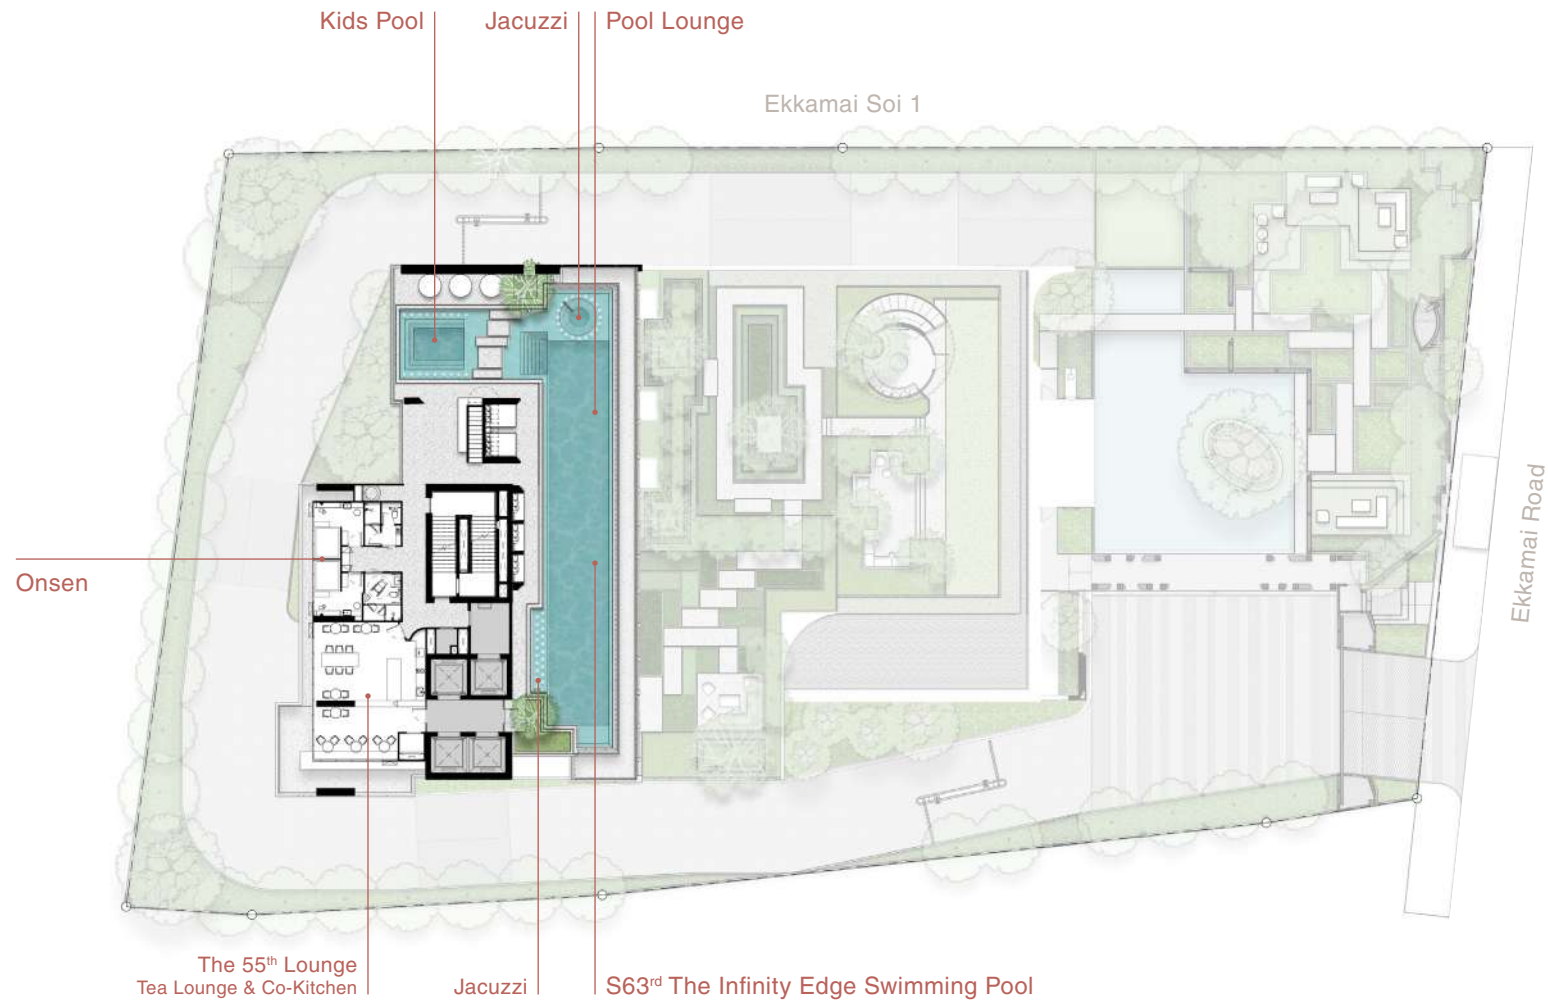 Kids Pool
Jacuzzi
Pool Lounge
Ekkamai Soi 1
Ekkamai Road
Onsen
The 55th Lounge
Tea Lounge & Co-Kitchen
Jacuzzi
S63rd The Infinity Edge Swimming Pool